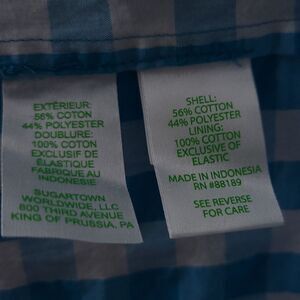 EXTÉRIEUR:
56% COTON
44% POLYESTER
DOUBLURE:
100% COTON
EXCLUSIF DE
ÉLASTIQUE
FABRIQUE AU
INDONESIE
SUGARTOWN
WORLDWIDE, LLC
800 THIRD AVENUE
KING OF PRUSSIA, PA
SHELL:
56% COTTON
44% POLYESTER
LINING:
100% COTTON
EXCLUSIVE OF
ELASTIC
MADE IN INDONESIA
RN #88189
SEE REVERSE
FOR CARE